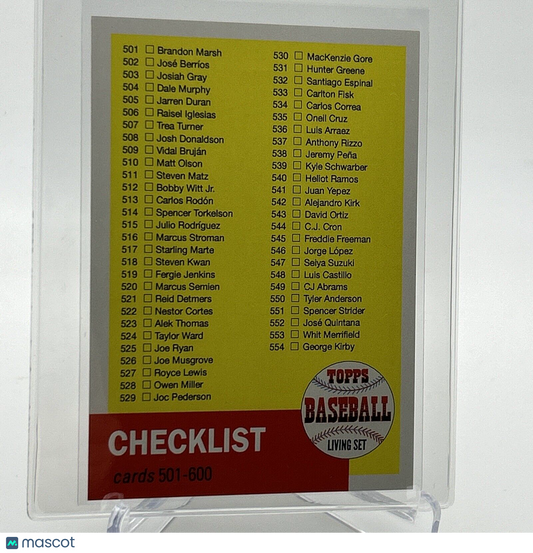 501 Brandon Marsh
502 José Berríos
503 Josiah Gray
504 Dale Murphy
505 Jarren Duran
506 Raisel Iglesias
507 Trea Turner
508 Josh Donaldson
509 Vidal Bruján
510 Matt Olson
511 Steven Matz
512 Bobby Witt Jr.
513 Carlos Rodón
514 Spencer Torkelson
515 Julio Rodríguez
516 Marcus Stroman
517 Starling Marte
518 Steven Kwan
519 Fergie Jenkins
520 Marcus Semien
521 Reid Detmers
522 Nestor Cortes
523 Alek Thomas
524 Taylor Ward
525 Joe Ryan
526 Joe Musgrove
527 Royce Lewis
528 Owen Miller
529 Joc Pederson
530 MacKenzie Gore
531 Hunter Greene
532 Santiago Espinal
533 Carlton Fisk
534 Carlos Correa
535 Oneil Cruz
536 Luis Arraez
537 Anthony Rizzo
538 Jeremy Peña
539 Kyle Schwarber
540 Heliot Ramos
541 Juan Yepez
542 Alejandro Kirk
543 David Ortiz
544 C.J. Cron
545 Freddie Freeman
546 Jorge López
547 Seiya Suzuki
548 Luis Castillo
549 CJ Abrams
550 Tyler Anderson
551 Spencer Strider
552 José Quintana
553 Whit Merrifield
554 George Kirby
TOPPS
BASEBALL
LIVING SET
CHECKLIST
cards 501-600
mascot